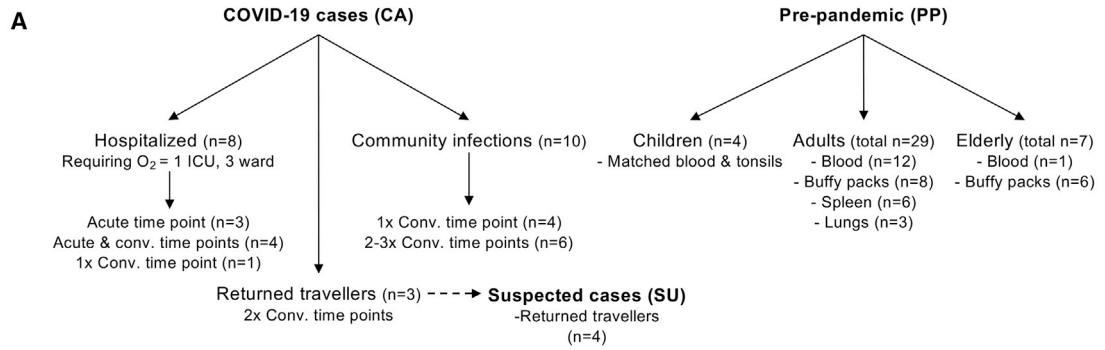 A
COVID-19 cases (CA)
Hospitalized (n=8)
Requiring O2 = 1 ICU, 3 ward
Acute time point (n=3)
Acute & conv. time points (n=4)
1x Conv. time point (n=1)
Community infections (n=10)
1x Conv. time point (n=4)
2-3x Conv. time points (n=6)
Returned travellers (n=3)
2x Conv. time points
Suspected cases (SU)
-Returned travellers
(n=4)
Pre-pandemic (PP)
Children (n=4)
- Matched blood & tonsils
Adults (total n=29)
- Blood (n=12)
- Buffy packs (n=8)
- Spleen (n=6)
- Lungs (n=3)
Elderly (total n=7)
- Blood (n=1)
- Buffy packs (n=6)